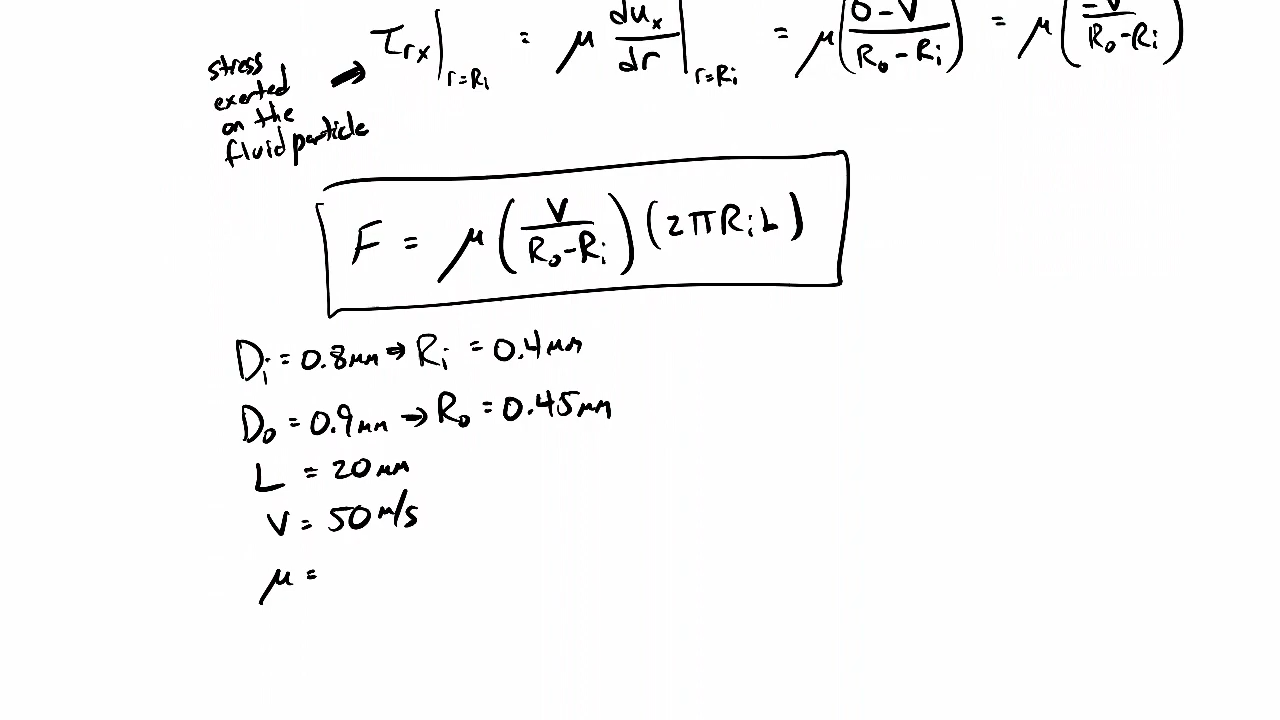 τrx|r=Ri = μ dux/dr|r=Ri = μ(0-V/Ro-Ri) = μ(-V/Ro-Ri)
stress
exerted
on the
fluid particle
F = μ(V/Ro-Ri)(2πRiL)
Di = 0.8mm → Ri = 0.4mm
Do = 0.9mm → Ro = 0.45mm
L = 20mm
V = 50 m/s
μ =